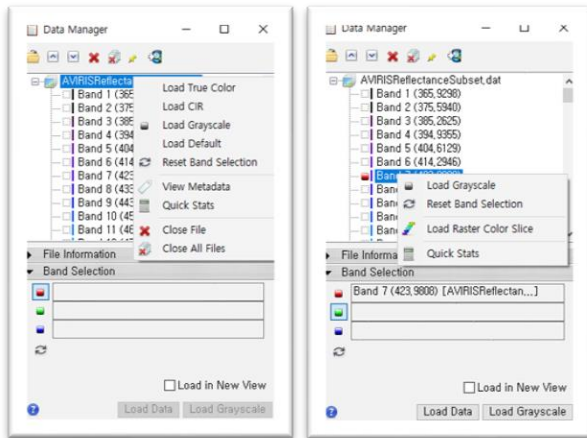 Data Manager
AVIRISReflecta
Band 1 (365
Band 2 (375
Band 3 (385
Band 4 (394
Band 5 (404
Band 6 (414
Band 7 (423
Band 8 (433
Band 9 (443
Band 10 (45
Band 11 (46
Load True Color
Load CIR
Load Grayscale
Load Default
Reset Band Selection
View Metadata
Quick Stats
Close File
Close All Files
File Information
Band Selection
Load in New View
Load Data Load Grayscale
Data Manager
AVIRISReflectanceSubset,dat
Band 1 (365,9298)
Band 2 (375,5940)
Band 3 (385,2625)
Band 4 (394,9355)
Band 5 (404,6129)
Band 6 (414,2946)
Load Grayscale
Reset Band Selection
Load Raster Color Slice
Quick Stats
File Informa
Band Selection
Band 7 (423,9808) [AVIRISReflectan,,,]
Load in New View
Load Data Load Grayscale